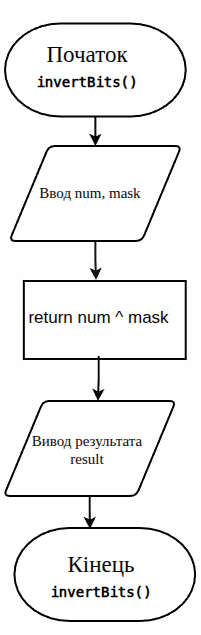 Початок
invertBits()
Ввод num, mask
return num ^ mask
Вивод результата
result
Кінець
invertBits()